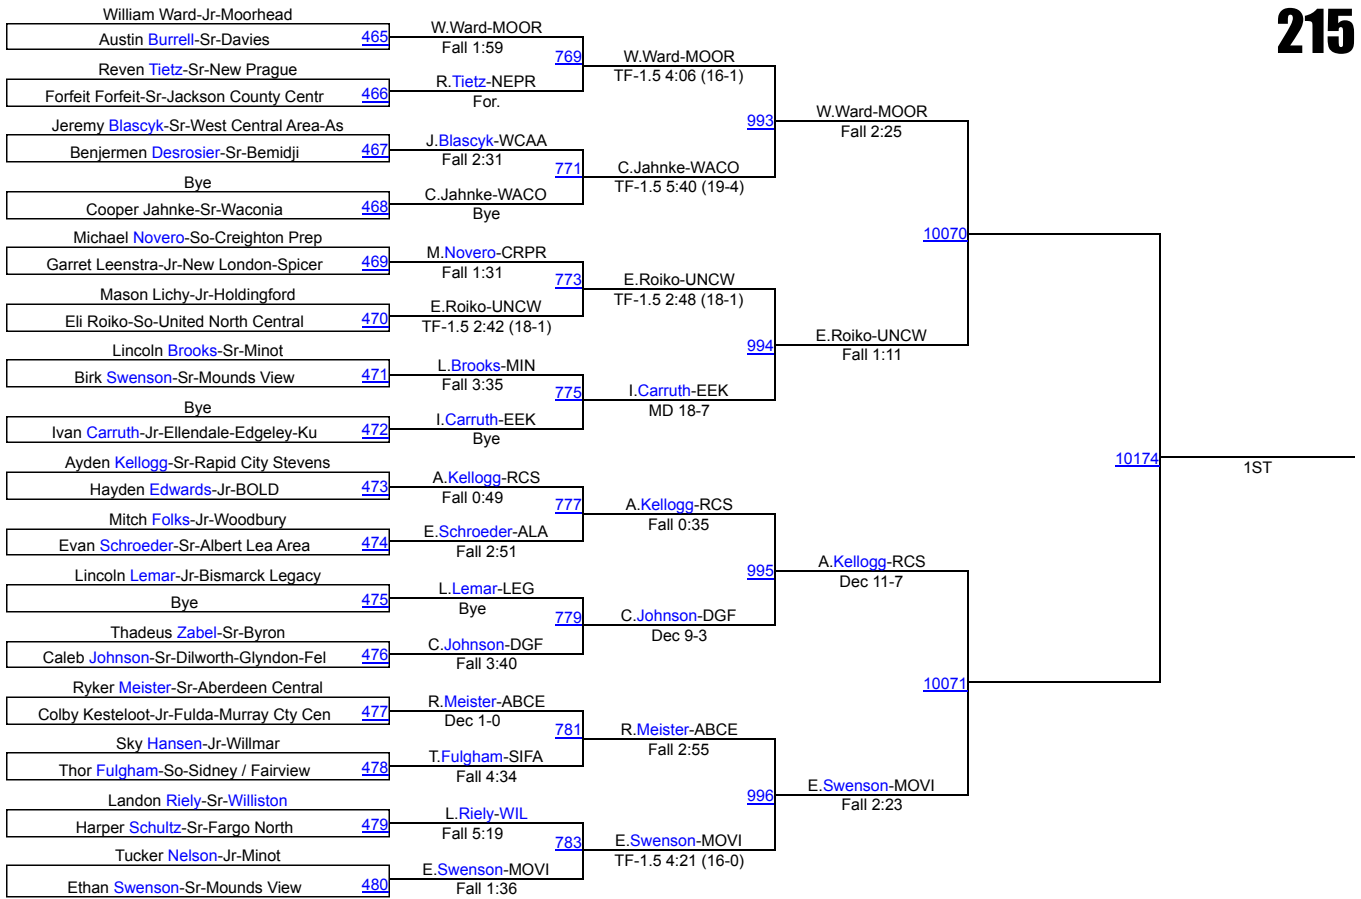 215
William Ward-Jr-Moorhead
Austin Burrell-Sr-Davies
465
Reven Tietz-Sr-New Prague
Forfeit Forfeit-Sr-Jackson County Centr
466
Jeremy Blascyk-Sr-West Central Area-As
Benjermen Desrosier-Sr-Bemidji
467
Bye
Cooper Jahnke-Sr-Waconia
468
Michael Novero-So-Creighton Prep
Garret Leenstra-Jr-New London-Spicer
469
Mason Lichy-Jr-Holdingford
Eli Roiko-So-United North Central
470
Lincoln Brooks-Sr-Minot
Birk Swenson-Sr-Mounds View
471
Bye
Ivan Carruth-Jr-Ellendale-Edgeley-Ku
472
Ayden Kellogg-Sr-Rapid City Stevens
Hayden Edwards-Jr-BOLD
473
Mitch Folks-Jr-Woodbury
Evan Schroeder-Sr-Albert Lea Area
474
Lincoln Lemar-Jr-Bismarck Legacy
Bye
475
Thadeus Zabel-Sr-Byron
Caleb Johnson-Sr-Dilworth-Glyndon-Fel
476
Ryker Meister-Sr-Aberdeen Central
Colby Kesteloot-Jr-Fulda-Murray Cty Cen
477
Sky Hansen-Jr-Willmar
Thor Fulgham-So-Sidney / Fairview
478
Landon Riely-Sr-Williston
Harper Schultz-Sr-Fargo North
479
Tucker Nelson-Jr-Minot
Ethan Swenson-Sr-Mounds View
480
W.Ward-MOOR
Fall 1:59
769
R.Tietz-NEPR
For.
J.Blascyk-WCAA
Fall 2:31
771
C.Jahnke-WACO
Bye
M.Novero-CRPR
Fall 1:31
773
E.Roiko-UNCW
TF-1.5 2:42 (18-1)
L.Brooks-MIN
Fall 3:35
775
I.Carruth-EEK
Bye
A.Kellogg-RCS
Fall 0:49
777
E.Schroeder-ALA
Fall 2:51
L.Lemar-LEG
Bye
779
C.Johnson-DGF
Fall 3:40
R.Meister-ABCE
Dec 1-0
781
T.Fulgham-SIFA
Fall 4:34
L.Riely-WIL
Fall 5:19
783
E.Swenson-MOVI
Fall 1:36
W.Ward-MOOR
TF-1.5 4:06 (16-1)
993
C.Jahnke-WACO
TF-1.5 5:40 (19-4)
E.Roiko-UNCW
TF-1.5 2:48 (18-1)
994
I.Carruth-EEK
MD 18-7
A.Kellogg-RCS
Fall 0:35
995
C.Johnson-DGF
Dec 9-3
R.Meister-ABCE
Fall 2:55
996
E.Swenson-MOVI
TF-1.5 4:21 (16-0)
W.Ward-MOOR
Fall 2:25
10070
E.Roiko-UNCW
Fall 1:11
A.Kellogg-RCS
Dec 11-7
10071
E.Swenson-MOVI
Fall 2:23
10174
1ST